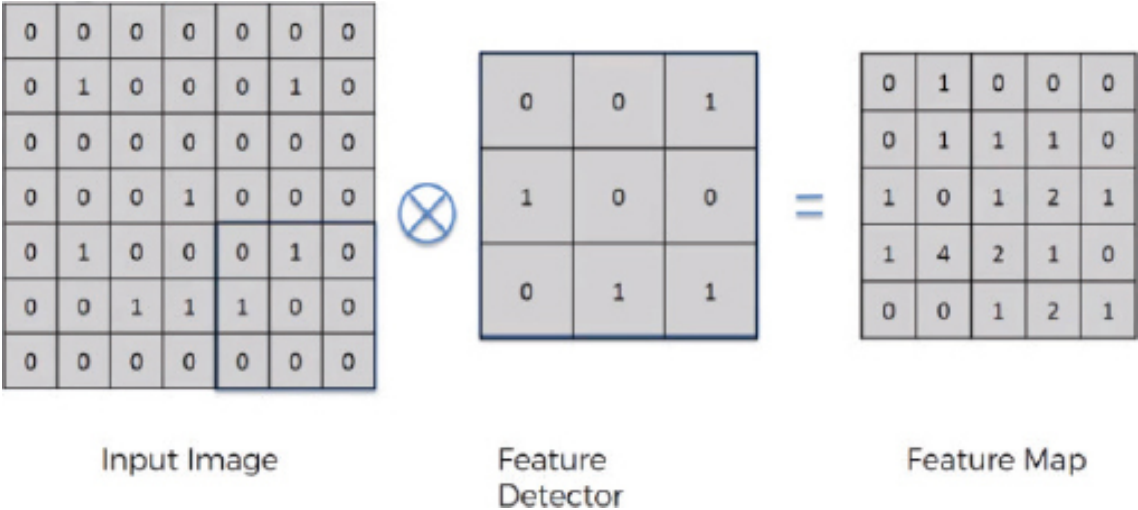 0 0 0 0 0 0 0
0 1 0 0 0 1 0
0 0 0 0 0 0 0
0 0 0 1 0 0 0
0 1 0 0 0 1 0
0 0 1 1 1 0 0
0 0 0 0 0 0 0
Input Image
0 0 1
1 0 0
0 1 1
Feature
Detector
=
0 1 0 0 0
0 1 1 1 0
1 0 1 2 1
1 4 2 1 0
0 0 1 2 1
Feature Map